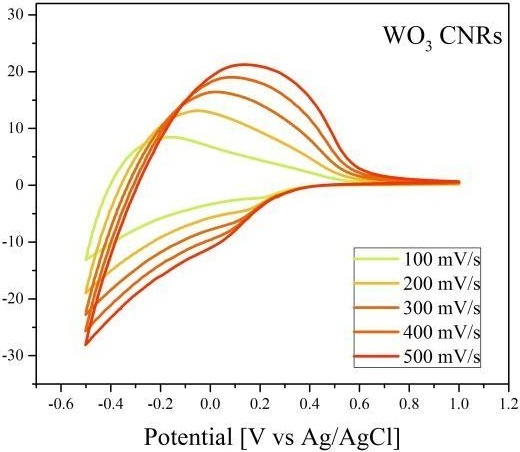 WO3 CNRs
30
20
10
0
-10
-20
-30
100 mV/s
200 mV/s
300 mV/s
400 mV/s
500 mV/s
-0.6 -0.4 -0.2 0.0 0.2 0.4 0.6 0.8 1.0 1.2
Potential [V vs Ag/AgCl]